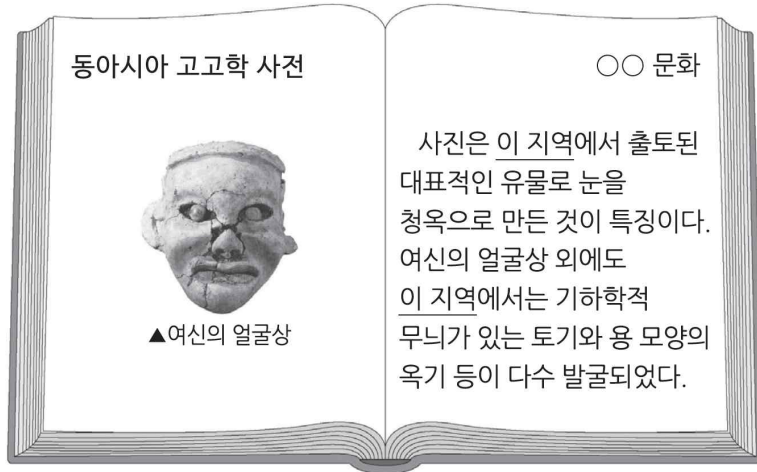 동아시아 고고학 사전
▲여신의 얼굴상
○○ 문화
사진은 이 지역에서 출토된
대표적인 유물로 눈을
청옥으로 만든 것이 특징이다.
여신의 얼굴상 외에도
이 지역에서는 기하학적
무늬가 있는 토기와 용 모양의
옥기 등이 다수 발굴되었다.